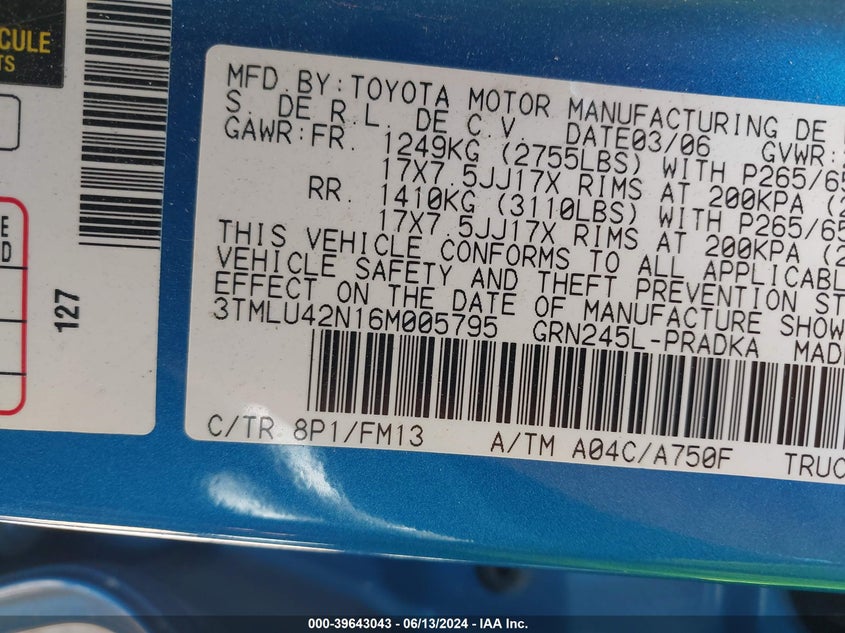 CULE
TS
E
D
127
MFD BY: TOYOTA MOTOR MANUFACTURING DE
S. DE R L. DE C.V. DATE03/06 GVWR:
GAWR:FR. 1249KG (2755LBS) WITH P265/65
17X7 5JJ17X RIMS AT 200KPA (2
RR. 1410KG (3110LBS) WITH P265/65
17X7 5JJ17X RIMS AT 200KPA (2
THIS VEHICLE CONFORMS TO ALL APPLICABL
VEHICLE SAFETY AND THEFT PREVENTION ST
EFFECT ON THE DATE OF MANUFACTURE SHOW
3TMLU42N16M005795 GRN245L-PRADKA MADE
C/TR 8P1/FM13 A/TM A04C/A750F TRUC
000-39643043 - 06/13/2024 - IAA Inc.